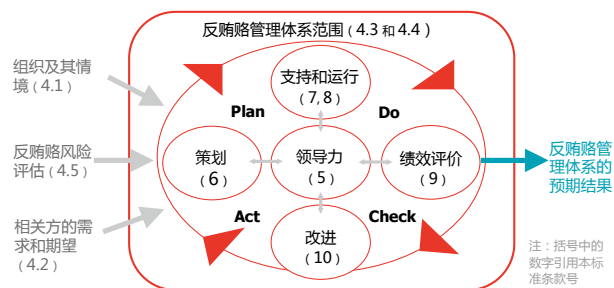 反贿赂管理体系范围（4.3 和 4.4）
组织及其情
境（4.1）
支持和运行
（7, 8）
Plan
Do
反贿赂风险
评估（4.5）
策划
（6）
领导力
（5）
绩效评价
（9）
反贿赂管
理体系的
预期结果
相关方的需
求和期望
（4.2）
Act
Check
改进
（10）
注：括号中的
数字引用本标
准条款号